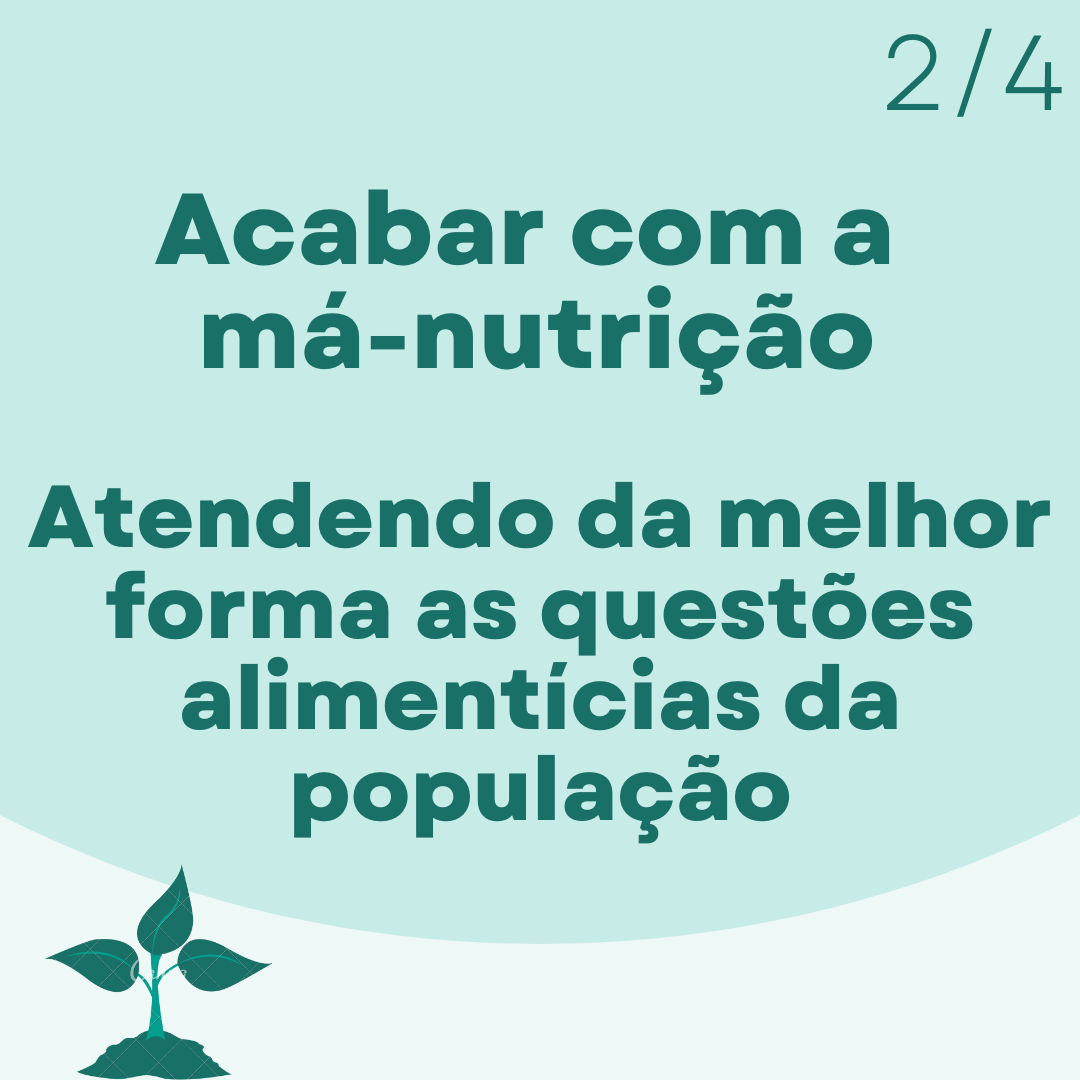 2/4
Acabar com a
má-nutrição
Atendendo da melhor
forma as questões
alimentícias da
população